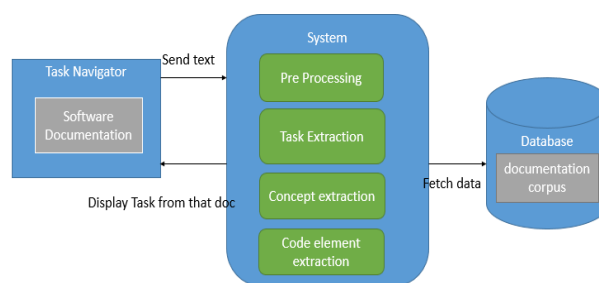 System
Task Navigator
Send text
Pre Processing
Software
Documentation
Task Extraction
Database
documentation
corpus
Fetch data
Concept extraction
Display Task from that doc
Code element
extraction